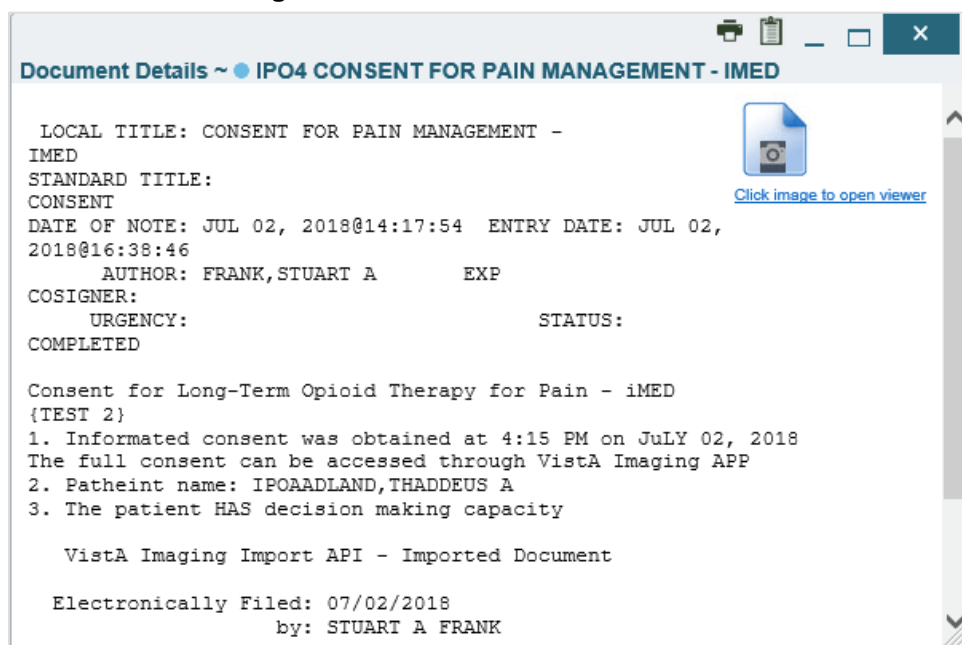 Document Details ~ IPO4 CONSENT FOR PAIN MANAGEMENT - IMED
LOCAL TITLE: CONSENT FOR PAIN MANAGEMENT -
IMED
STANDARD TITLE:
CONSENT
Click image to open viewer
DATE OF NOTE: JUL 02, 2018@14:17:54 ENTRY DATE: JUL 02,
2018@16:38:46
AUTHOR: FRANK,STUART A EXP
COSIGNER:
URGENCY: STATUS:
COMPLETED
Consent for Long-Term Opioid Therapy for Pain - iMED
{TEST 2}
1. Informated consent was obtained at 4:15 PM on JuLY 02, 2018
The full consent can be accessed through VistA Imaging APP
2. Patheint name: IPOAADLAND,THADDEUS A
3. The patient HAS decision making capacity
VistA Imaging Import API - Imported Document
Electronically Filed: 07/02/2018
by: STUART A FRANK